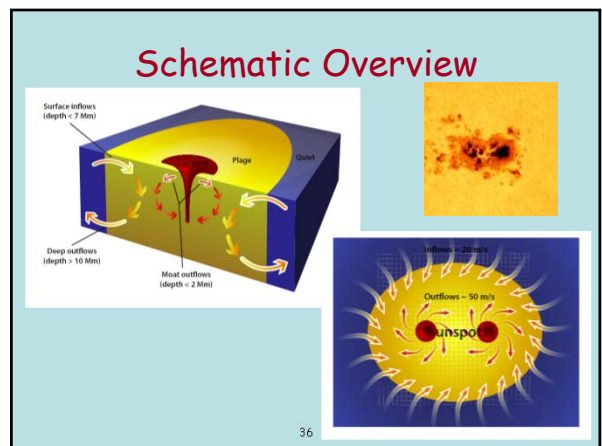 Schematic Overview
Surface inflows
(depth < 7 Mm)
Plage
Quiet
Deep outflows
(depth > 10 Mm)
Moat outflows
(depth < 2 Mm)
Inflows ~ 20 m/s
Outflows ~ 50 m/s
36